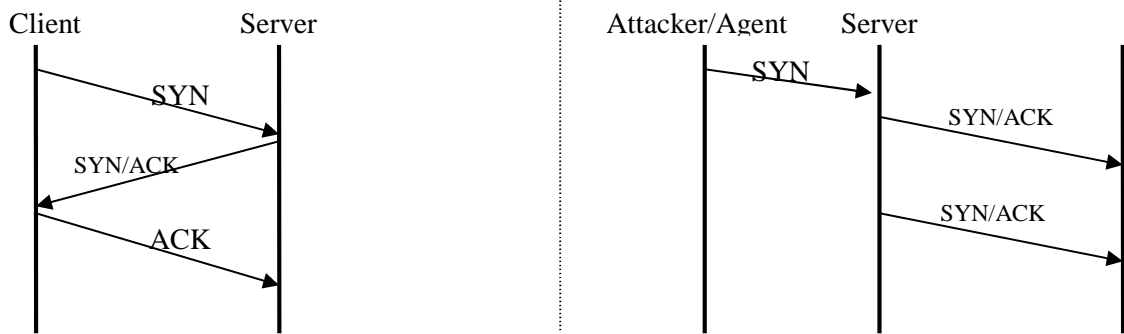 Client Server
SYN
SYN/ACK
ACK
Attacker/Agent Server
SYN
SYN/ACK
SYN/ACK